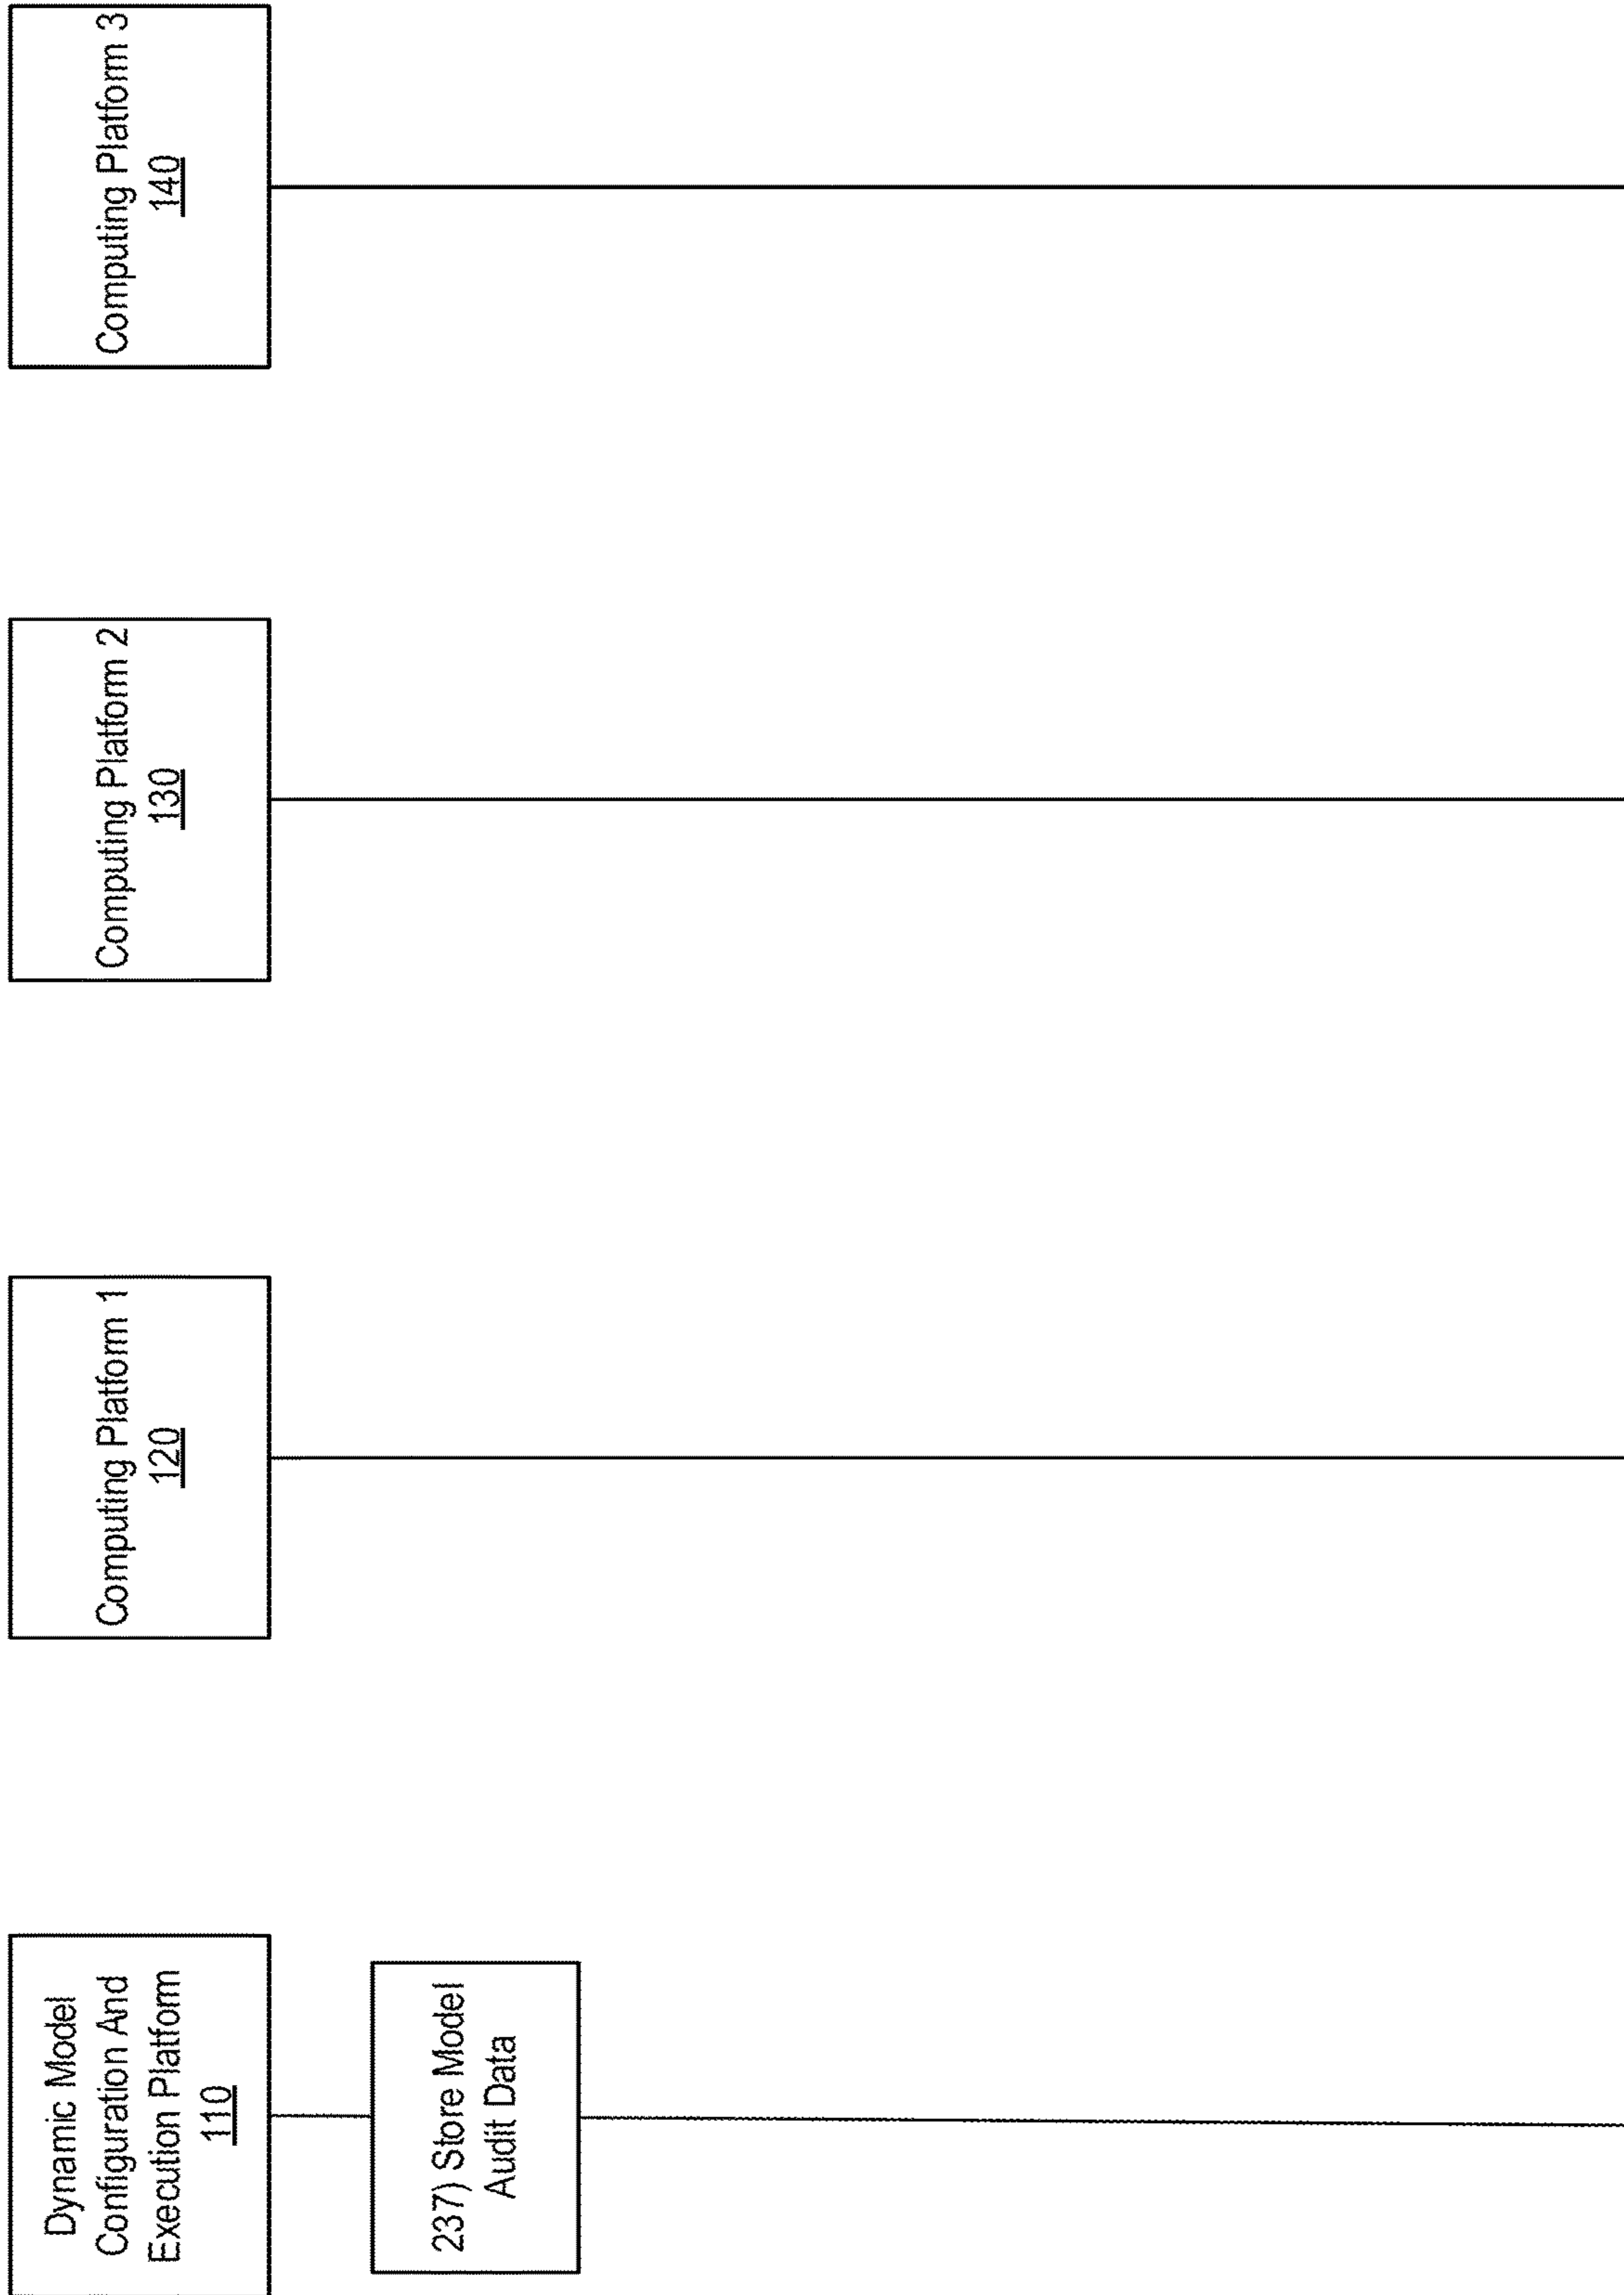 Dynamic Model
Configuration And
Execution Platform
110
Computing Platform 1
120
Computing Platform 2
130
Computing Platform 3
140
237) Store Model
Audit Data